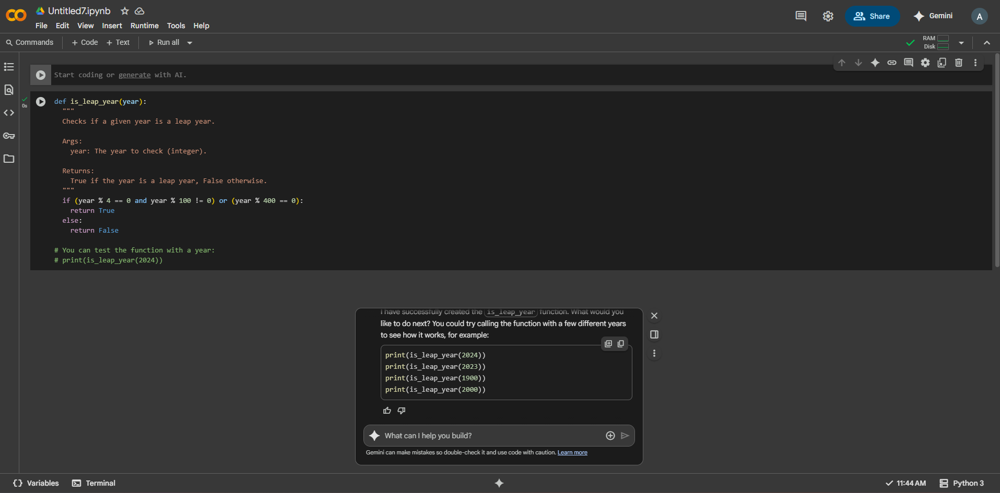 Untitled7.ipynb
File Edit View Insert Runtime Tools Help
Share
Gemini
A
Commands + Code + Text Run all
RAM
Disk
Start coding or generate with AI.
0s
def is_leap_year(year):
"""
Checks if a given year is a leap year.
Args:
year: The year to check (integer).
Returns:
True if the year is a leap year, False otherwise.
"""
if (year % 4 == 0 and year % 100 != 0) or (year % 400 == 0):
return True
else:
return False
# You can test the function with a year:
# print(is_leap_year(2024))
I have successfully created the is_leap_year function. What would you
like to do next? You could try calling the function with a few different years
to see how it works, for example:
print(is_leap_year(2024))
print(is_leap_year(2023))
print(is_leap_year(1900))
print(is_leap_year(2000))
What can I help you build?
Gemini can make mistakes so double-check it and use code with caution. Learn more
Variables Terminal
11:44 AM Python 3